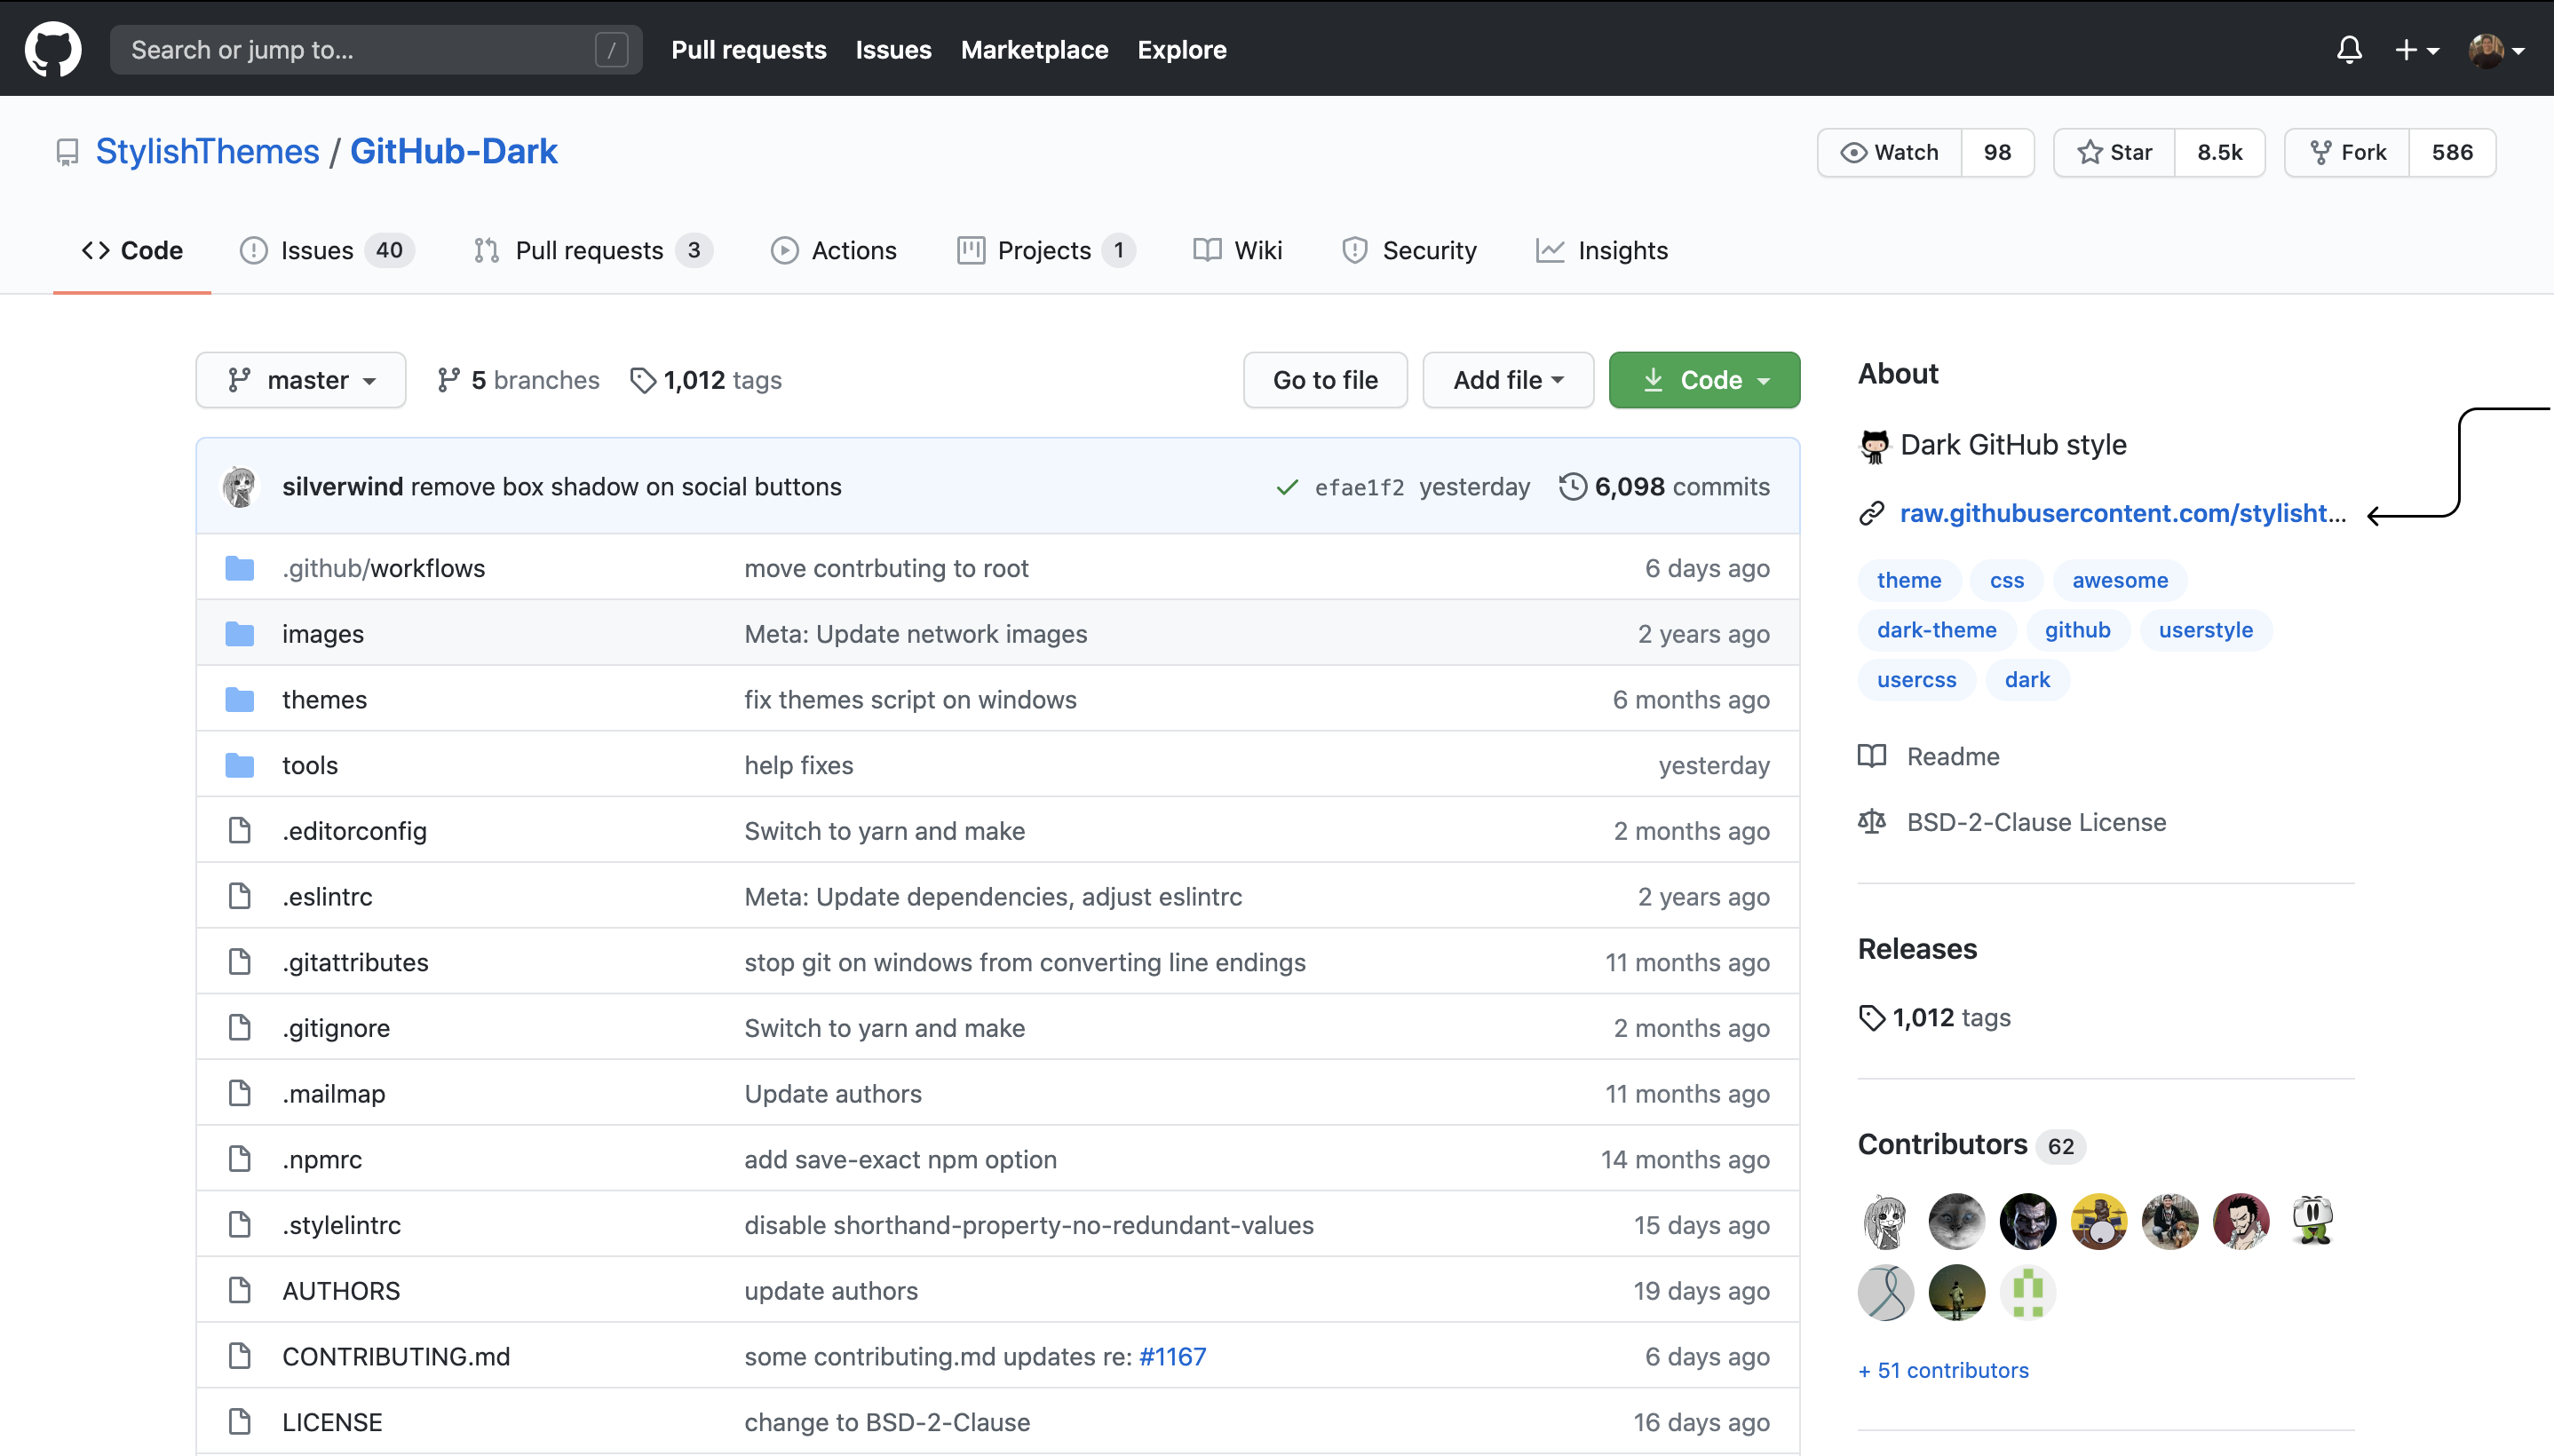 Search or jump to... /
Pull requests Issues Marketplace Explore
StylishThemes / GitHub-Dark
Watch 98 Star 8.5k Fork 586
Code Issues 40 Pull requests 3 Actions Projects 1 Wiki Security Insights
master 5 branches 1,012 tags Go to file Add file Code
silverwind remove box shadow on social buttons efae1f2 yesterday 6,098 commits
.github/workflows move contrbuting to root 6 days ago
images Meta: Update network images 2 years ago
themes fix themes script on windows 6 months ago
tools help fixes yesterday
.editorconfig Switch to yarn and make 2 months ago
.eslintrc Meta: Update dependencies, adjust eslintrc 2 years ago
.gitattributes stop git on windows from converting line endings 11 months ago
.gitignore Switch to yarn and make 2 months ago
.mailmap Update authors 11 months ago
.npmrc add save-exact npm option 14 months ago
.stylelintrc disable shorthand-property-no-redundant-values 15 days ago
AUTHORS update authors 19 days ago
CONTRIBUTING.md some contributing.md updates re: #1167 6 days ago
LICENSE change to BSD-2-Clause 16 days ago
About
Dark GitHub style
raw.githubusercontent.com/stylisht...
theme css awesome
dark-theme github userstyle
usercss dark
Readme
BSD-2-Clause License
Releases
1,012 tags
Contributors 62
+ 51 contributors